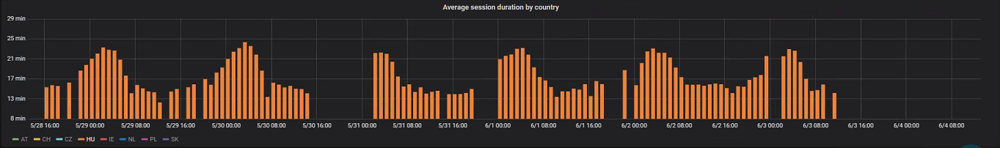 Average session duration by country
29 min
25 min
21 min
17 min
13 min
8 min
5/28 16:00 5/29 00:00 5/29 08:00 5/29 16:00 5/30 00:00 5/30 08:00 5/30 16:00 5/31 00:00 5/31 08:00 5/31 16:00 6/1 00:00 6/1 08:00 6/1 16:00 6/2 00:00 6/2 08:00 6/2 16:00 6/3 00:00 6/3 08:00 6/3 16:00 6/4 00:00 6/4 08:00
AT CH CZ HU IE NL PL SK